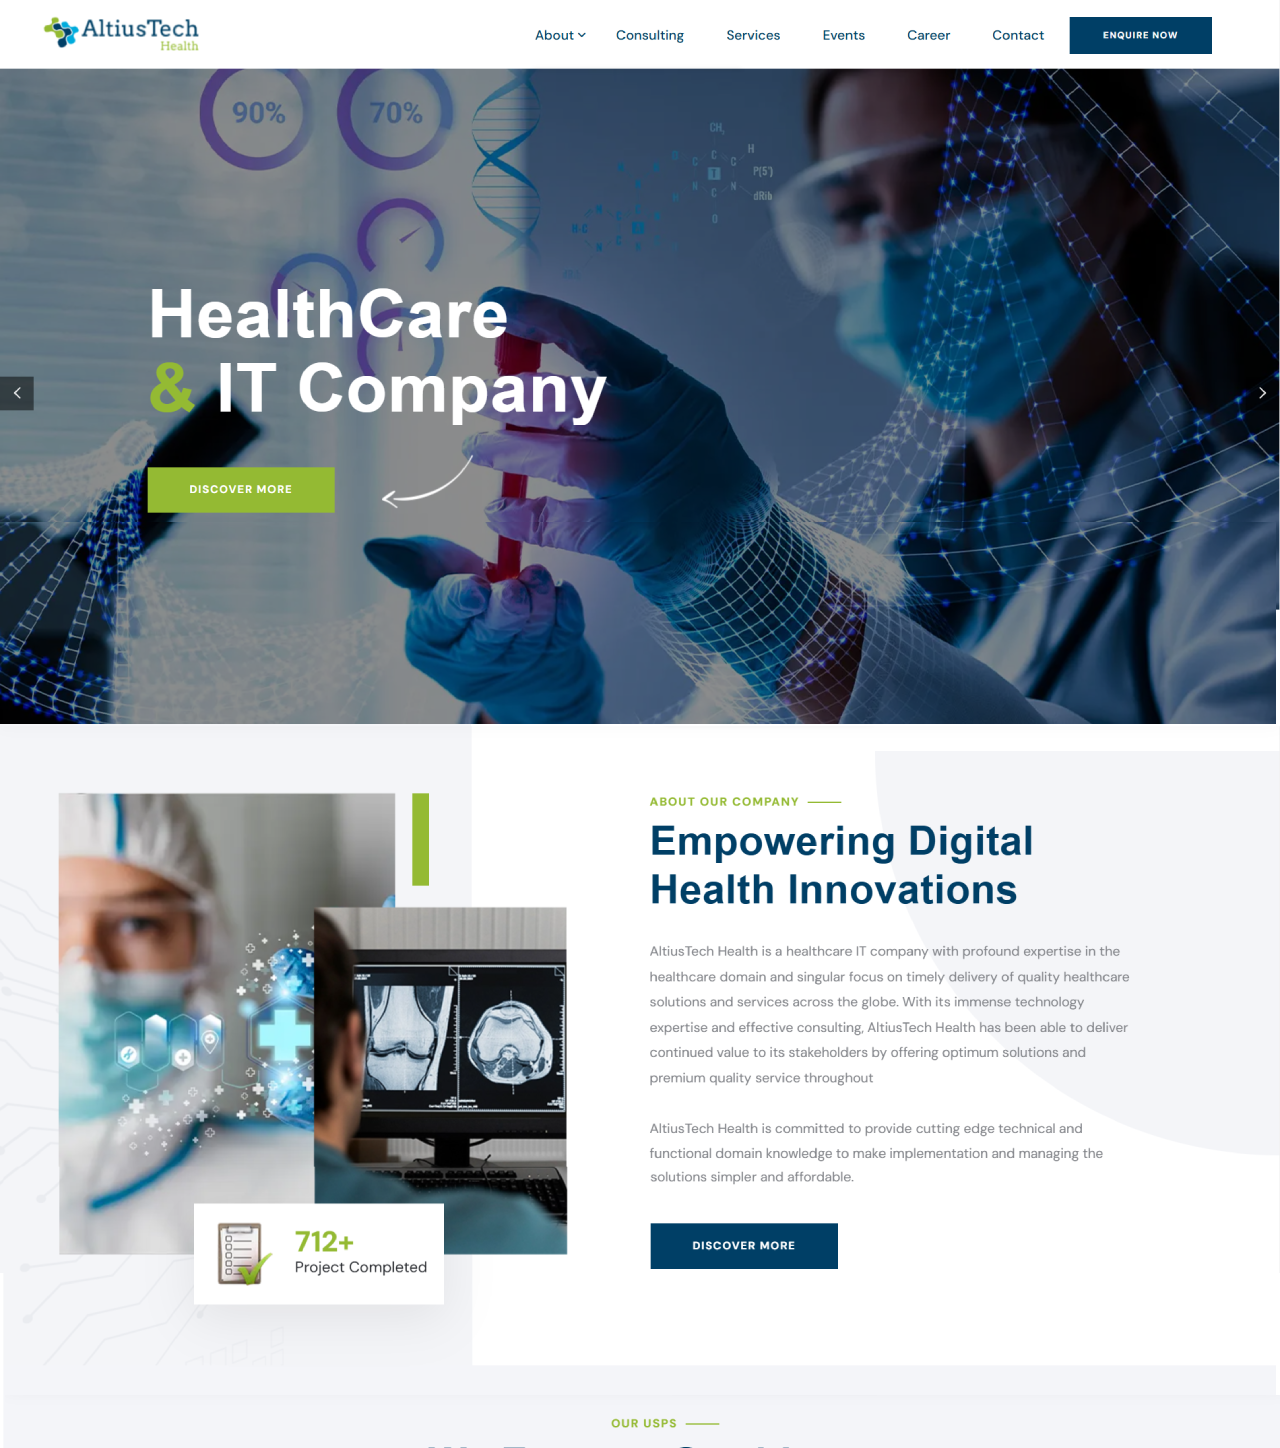 AltiusTech
Health
About
Consulting
Services
Events
Career
Contact
ENQUIRE NOW
90%
70%
CH,
H
C
C
C
C
P(5')
N
T
N
C
dRib
O
N
C
H₂C
C
T
C
N
C
HealthCare
& IT Company
DISCOVER MORE
ABOUT OUR COMPANY
Empowering Digital
Health Innovations
AltiusTech Health is a healthcare IT company with profound expertise in the
healthcare domain and singular focus on timely delivery of quality healthcare
solutions and services across the globe. With its immense technology
expertise and effective consulting, AltiusTech Health has been able to deliver
continued value to its stakeholders by offering optimum solutions and
premium quality service throughout
AltiusTech Health is committed to provide cutting edge technical and
functional domain knowledge to make implementation and managing the
solutions simpler and affordable.
DISCOVER MORE
712+
Project Completed
OUR USPS